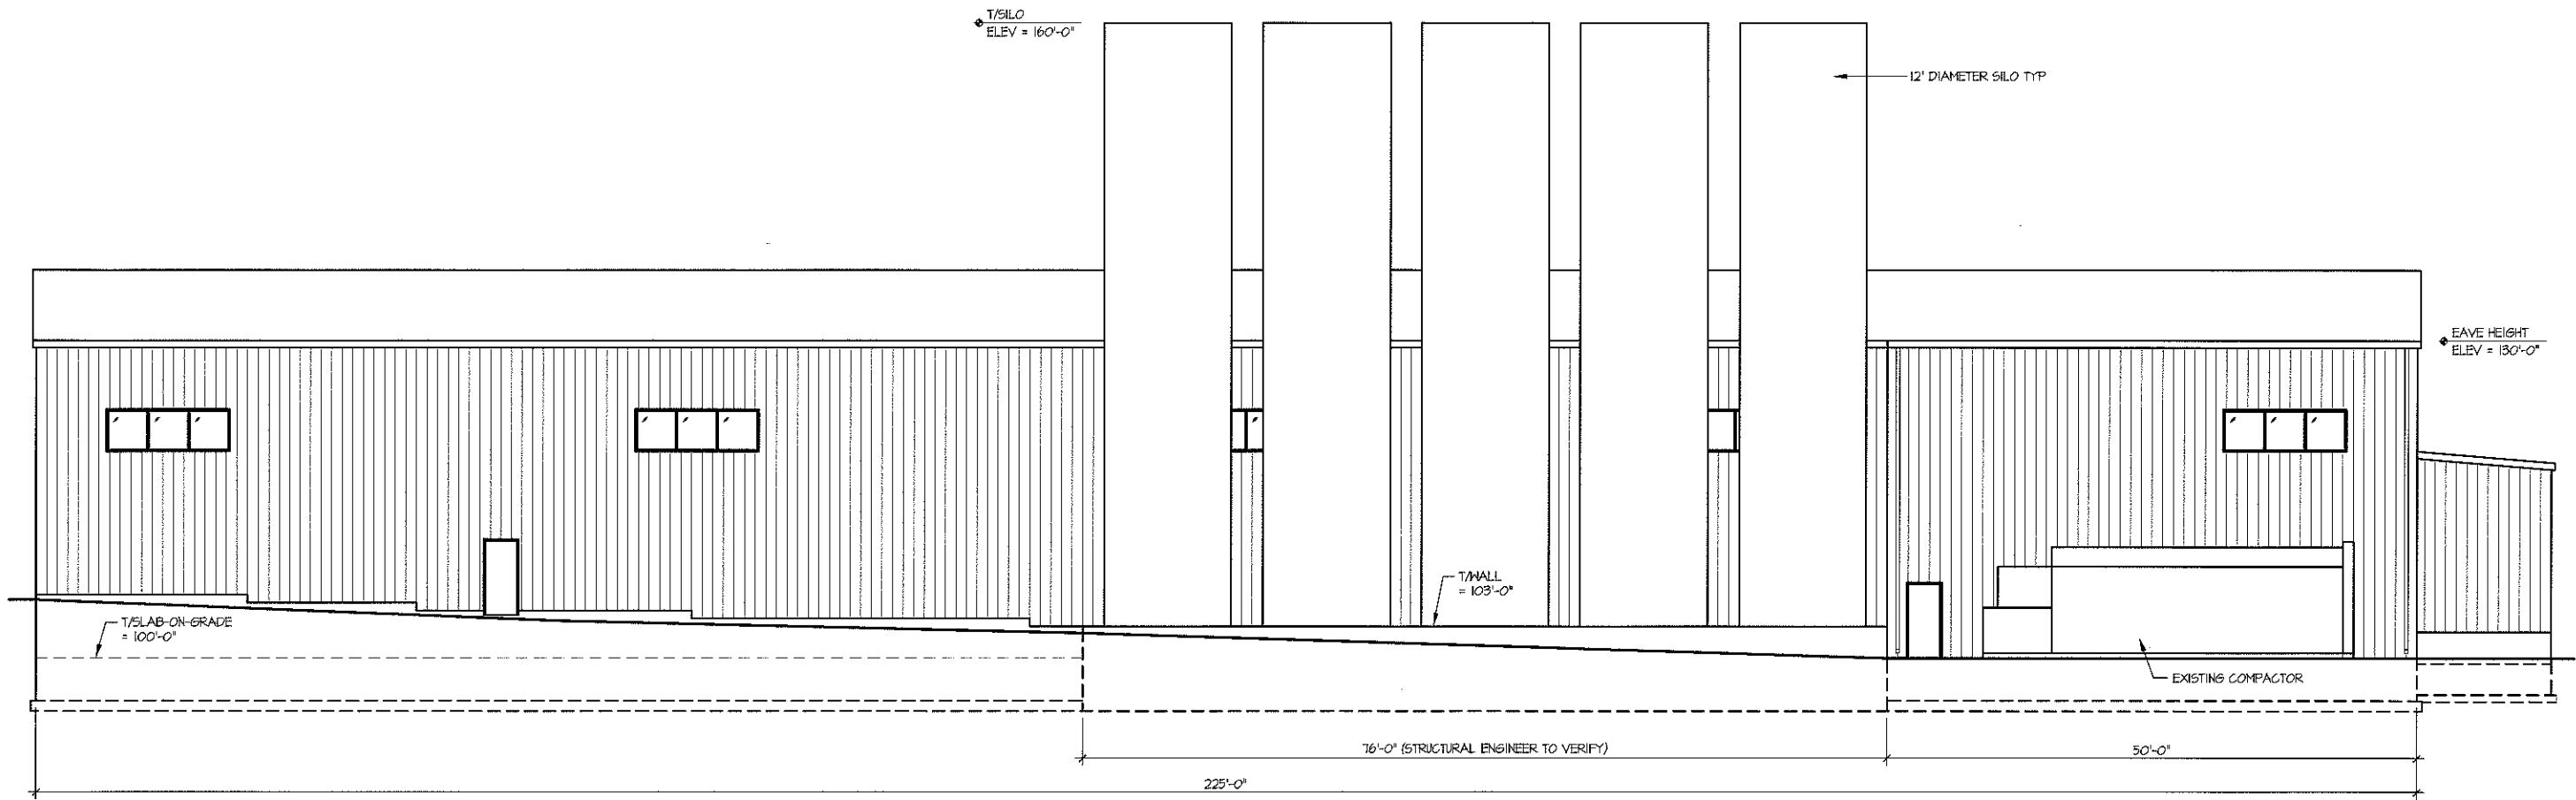 T/SILO
ELEV = 160'-0"
12' DIAMETER SILO TYP
EAVE HEIGHT
ELEV = 130'-0"
T/WALL
= 103'-0"
T/SLAB-ON-GRADE
= 100'-0"
EXISTING COMPACTOR
76'-0" (STRUCTURAL ENGINEER TO VERIFY)
50'-0"
225'-0"